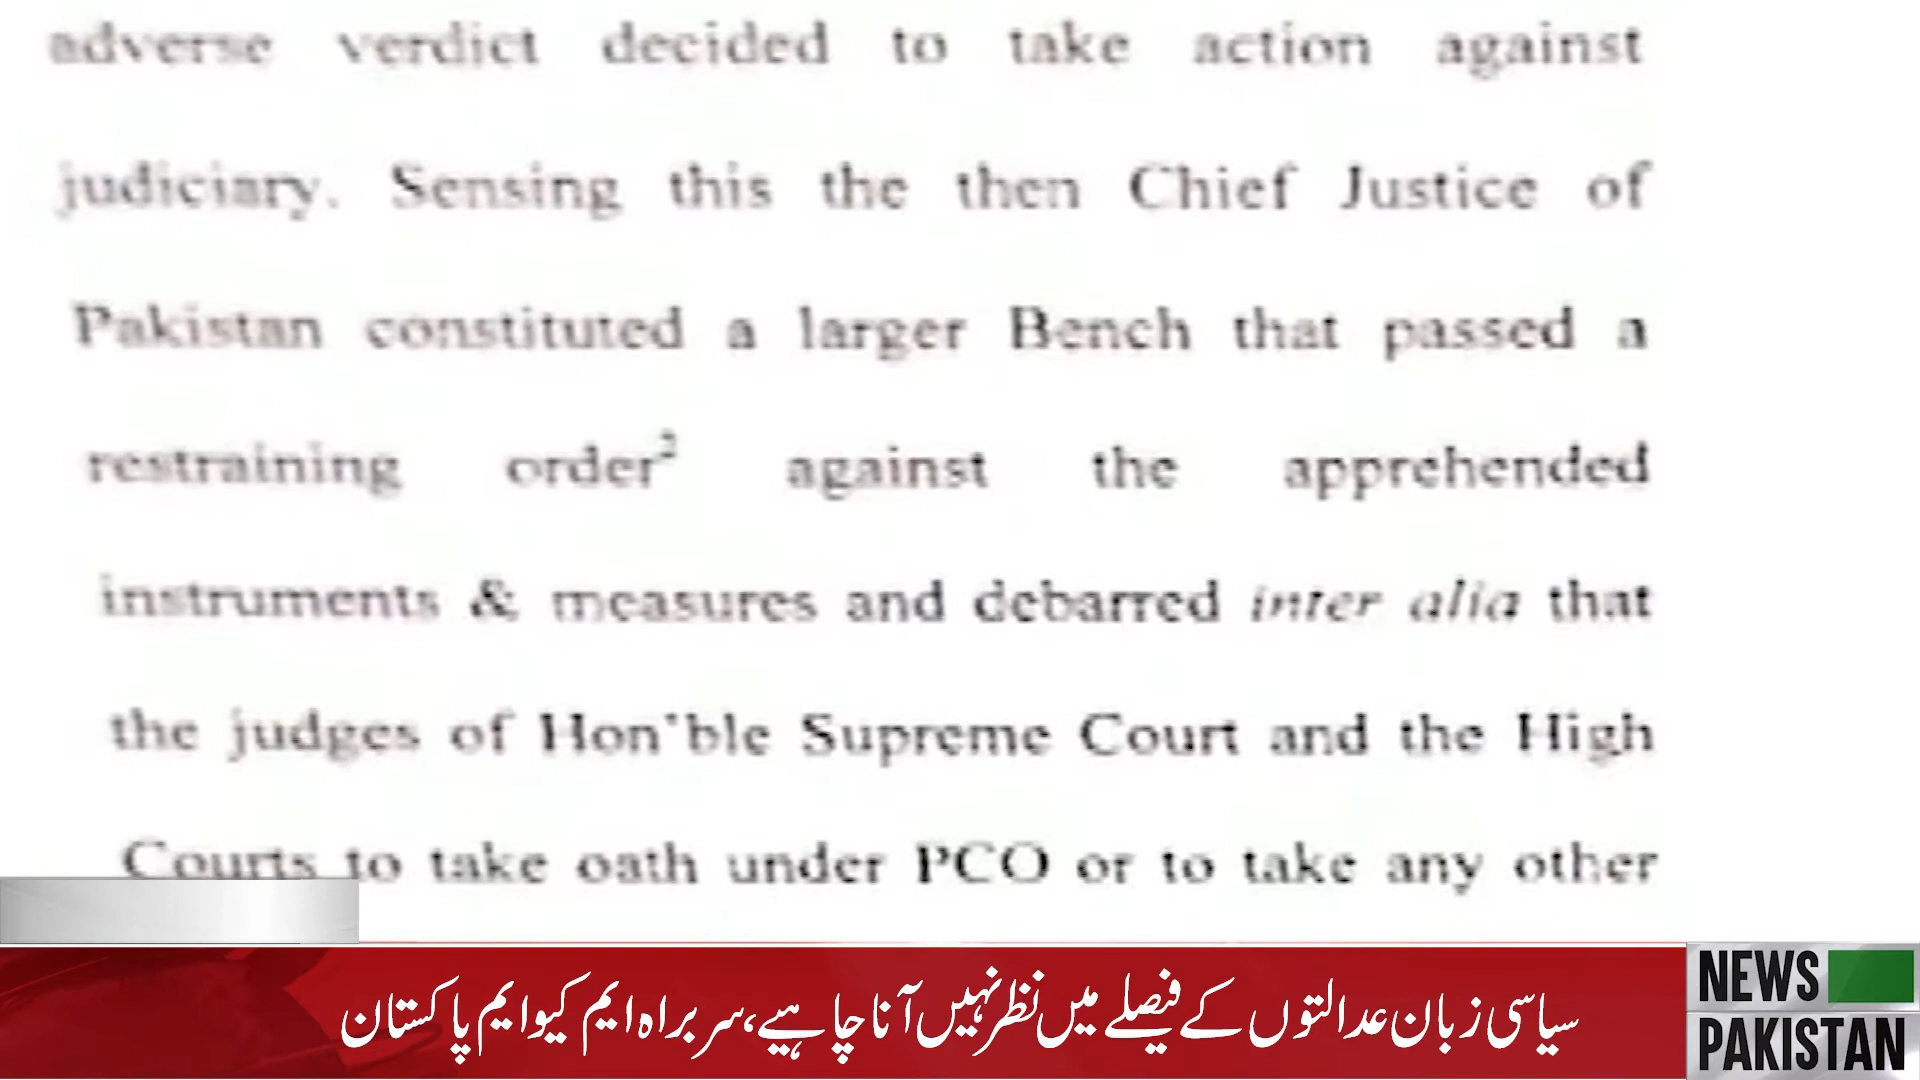 adverse verdict decided to take action against
judiciary. Sensing this the then Chief Justice of
Pakistan constituted a larger Bench that passed a
restraining order² against the apprehended
instruments & measures and debarred inter alia that
the judges of Hon'ble Supreme Court and the High
Courts to take oath under PCO or to take any other
سیاسی زبان عدالتوں کے فیصلے میں نظر نہیں آنا چاہیے، سربراہ ایم کیو ایم پاکستان
NEWS
PAKISTAN